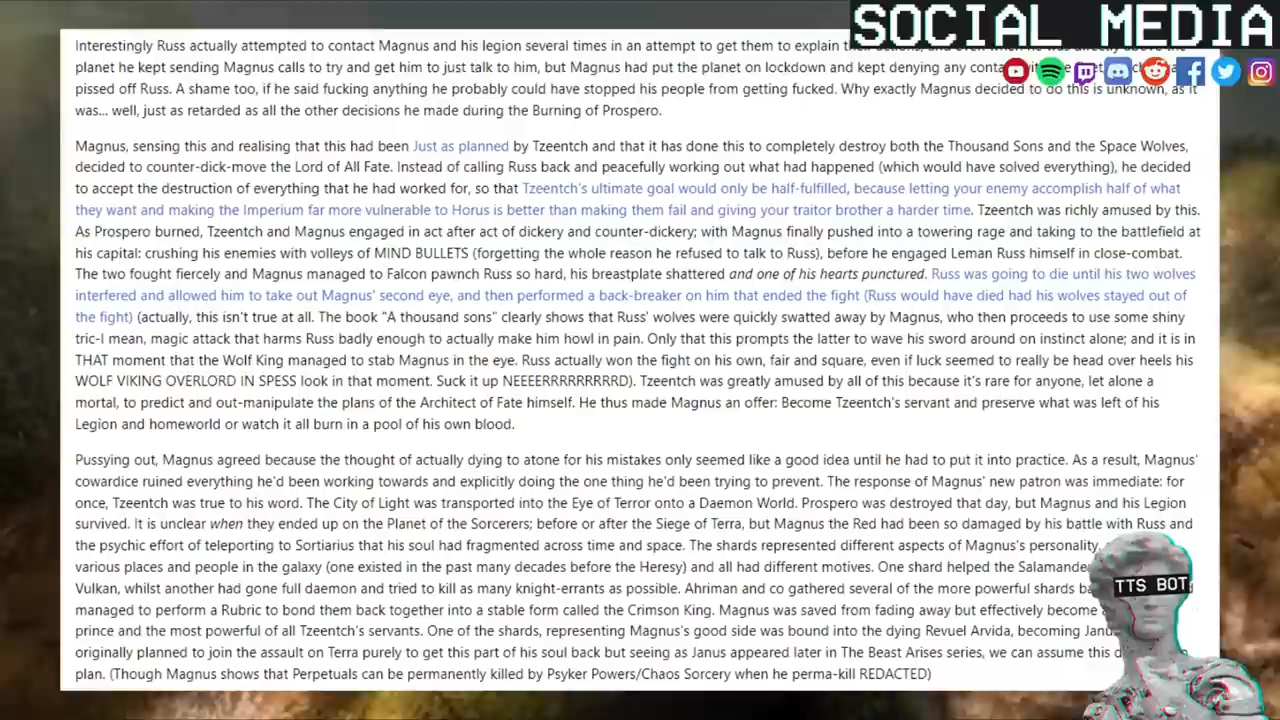 SOCIAL MEDIA
Interestingly Russ actually attempted to contact Magnus and his legion several times in an attempt to get them to explain their
planet he kept sending Magnus calls to try and get him to just talk to him, but Magnus had put the planet on lockdown and kept denying any
pissed off Russ. A shame too, if he said fucking anything he probably could have stopped his people from getting fucked. Why exactly Magnus decided to do this is unknown, as it
was... well, just as retarded as all the other decisions he made during the Burning of Prospero.
Magnus, sensing this and realising that this had been Just as planned by Tzeentch and that it has done this to completely destroy both the Thousand Sons and the Space Wolves,
decided to counter-dick-move the Lord of All Fate. Instead of calling Russ back and peacefully working out what had happened (which would have solved everything), he decided
to accept the destruction of everything that he had worked for, so that Tzeentch's ultimate goal would only be half-fulfilled, because letting your enemy accomplish half of what
they want and making the Imperium far more vulnerable to Horus is better than making them fail and giving your traitor brother a harder time. Tzeentch was richly amused by this.
As Prospero burned, Tzeentch and Magnus engaged in act after act of dickery and counter-dickery; with Magnus finally pushed into a towering rage and taking to the battlefield at
his capital: crushing his enemies with volleys of MIND BULLETS (forgetting the whole reason he refused to talk to Russ), before he engaged Leman Russ himself in close-combat.
The two fought fiercely and Magnus managed to Falcon pawnch Russ so hard, his breastplate shattered and one of his hearts punctured. Russ was going to die until his two wolves
interfered and allowed him to take out Magnus' second eye, and then performed a back-breaker on him that ended the fight (Russ would have died had his wolves stayed out of
the fight) (actually, this isn't true at all. The book "A thousand sons" clearly shows that Russ' wolves were quickly swatted away by Magnus, who then proceeds to use some shiny
tric-I mean, magic attack that harms Russ badly enough to actually make him howl in pain. Only that this prompts the latter to wave his sword around on instinct alone; and it is in
THAT moment that the Wolf King managed to stab Magnus in the eye. Russ actually won the fight on his own, fair and square, even if luck seemed to really be head over heels his
WOLF VIKING OVERLORD IN SPESS look in that moment. Suck it up NEEEERRRRRRRRD). Tzeentch was greatly amused by all of this because it's rare for anyone, let alone a
mortal, to predict and out-manipulate the plans of the Architect of Fate himself. He thus made Magnus an offer: Become Tzeentch's servant and preserve what was left of his
Legion and homeworld or watch it all burn in a pool of his own blood.
Pussying out, Magnus agreed because the thought of actually dying to atone for his mistakes only seemed like a good idea until he had to put it into practice. As a result, Magnus'
cowardice ruined everything he'd been working towards and explicitly doing the one thing he'd been trying to prevent. The response of Magnus' new patron was immediate: for
once, Tzeentch was true to his word. The City of Light was transported into the Eye of Terror onto a Daemon World. Prospero was destroyed that day, but Magnus and his Legion
survived. It is unclear when they ended up on the Planet of the Sorcerers; before or after the Siege of Terra, but Magnus the Red had been so damaged by his battle with Russ and
the psychic effort of teleporting to Sortiarius that his soul had fragmented across time and space. The shards represented different aspects of Magnus's personality,
various places and people in the galaxy (one existed in the past many decades before the Heresy) and all had different motives. One shard helped the
Vulkan, whilst another had gone full daemon and tried to kill as many knight-errants as possible. Ahriman and co gathered several of the more powerful shards
managed to perform a Rubric to bond them back together into a stable form called the Crimson King. Magnus was saved from fading away but effectively become
prince and the most powerful of all Tzeentch's servants. One of the shards, representing Magnus's good side was bound into the dying Revuel Arvida, becoming
originally planned to join the assault on Terra purely to get this part of his soul back but seeing as Janus appeared later in The Beast Arises series, we can assume this
plan. (Though Magnus shows that Perpetuals can be permanently killed by Psyker Powers/Chaos Sorcery when he perma-kill REDACTED)
TTS BOT